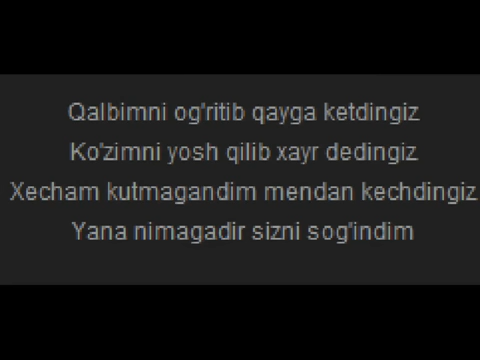 Qalbimni og'ritib qayga ketdingiz
Ko'zimni yosh qilib xayr dedingiz
Xecham kutmagandim mendan kechdingiz
Yana nimagadir sizni sog'indim